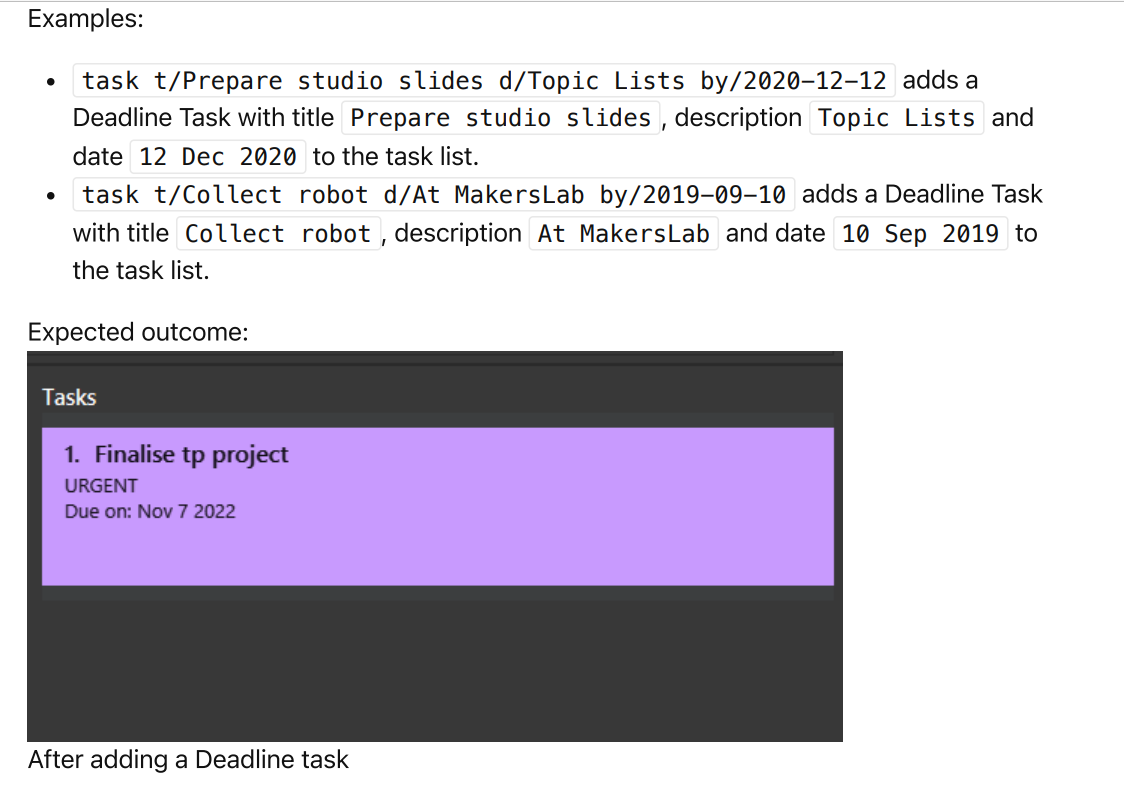 Examples:
• task t/Prepare studio slides d/Topic Lists by/2020-12-12 adds a
Deadline Task with title Prepare studio slides, description Topic Lists and
date 12 Dec 2020 to the task list.
• task t/Collect robot d/At MakersLab by/2019-09-10 adds a Deadline Task
with title Collect robot, description At MakersLab and date 10 Sep 2019 to
the task list.
Expected outcome:
Tasks
1. Finalise tp project
URGENT
Due on: Nov 7 2022
After adding a Deadline task